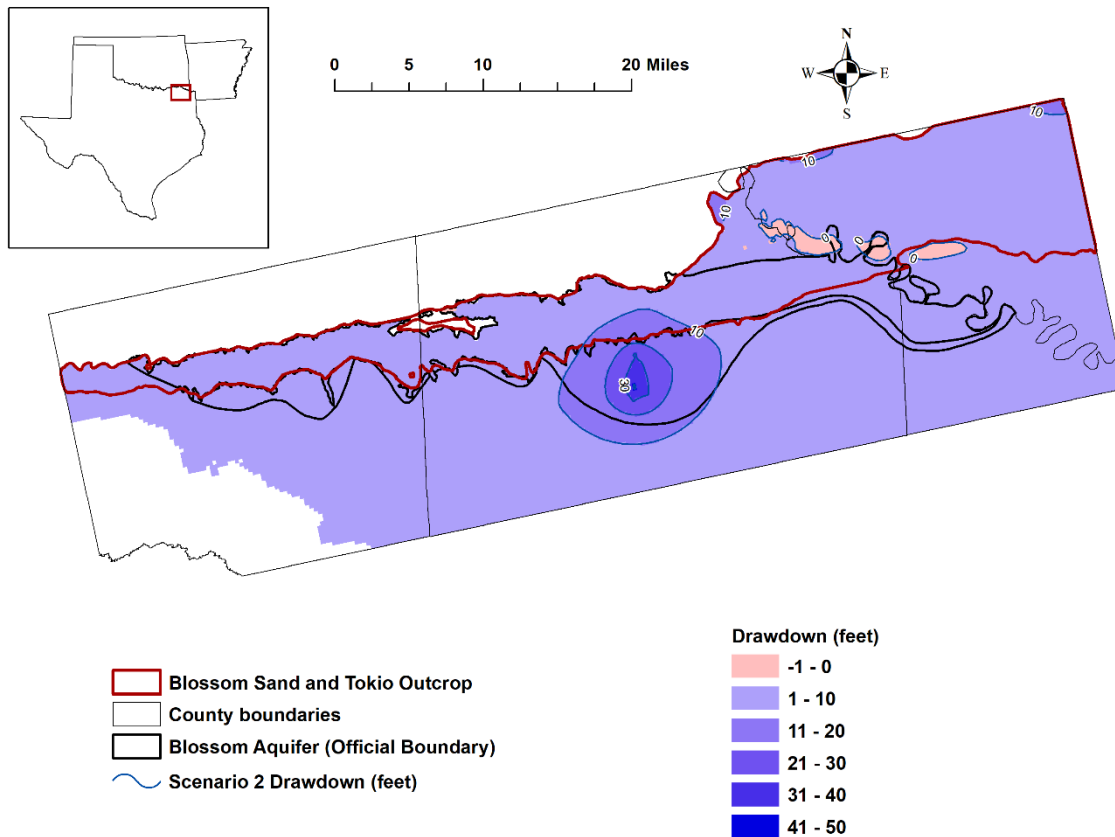 0 5 10 20 Miles
N
W E
S
10
10
10
0
0
0
10
30
Blossom Sand and Tokio Outcrop
County boundaries
Blossom Aquifer (Official Boundary)
Scenario 2 Drawdown (feet)
Drawdown (feet)
-1 - 0
1 - 10
11 - 20
21 - 30
31 - 40
41 - 50